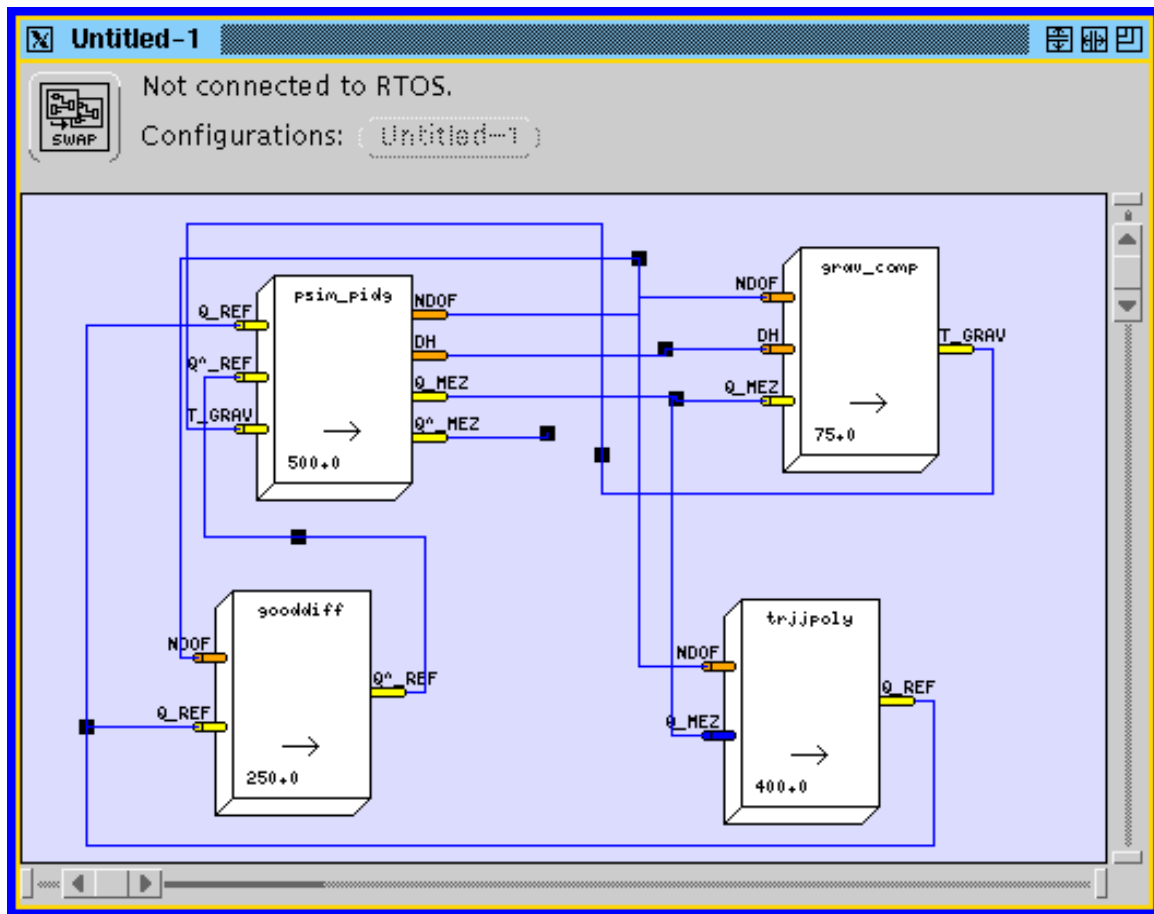 Untitled-1
Not connected to RTOS.
SWAP
Configurations: Untitled-1
psim_pidg
Q_REF
Q^_REF
T_GRAV
NDOF
DH
Q_MEZ
Q^_MEZ
500.0
grav_comp
NDOF
DH
Q_MEZ
T_GRAV
75.0
gooddiff
NDOF
Q_REF
Q^_REF
250.0
trjjpoly
NDOF
Q_MEZ
Q_REF
400.0